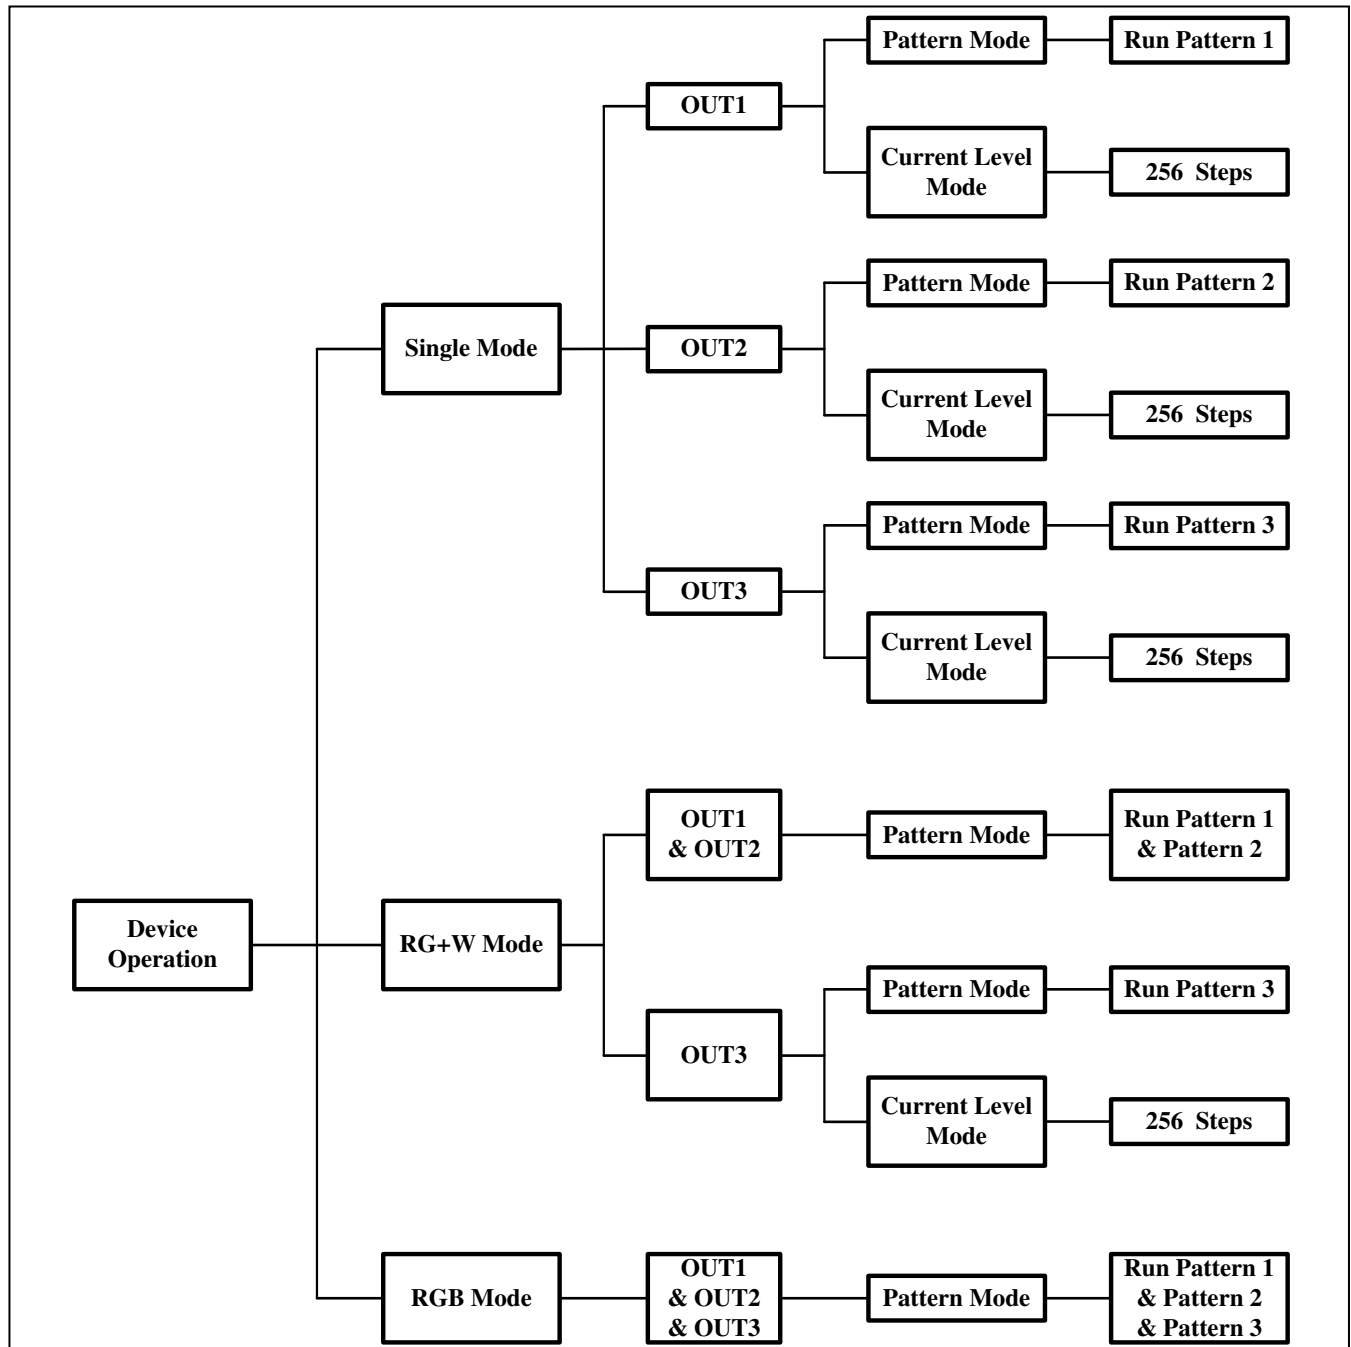 Pattern Mode
Run Pattern 1
OUT1
Current Level
Mode
256 Steps
Pattern Mode
Run Pattern 2
Single Mode
OUT2
Current Level
Mode
256 Steps
Pattern Mode
Run Pattern 3
OUT3
Current Level
Mode
256 Steps
OUT1
& OUT2
Pattern Mode
Run Pattern 1
& Pattern 2
Device
Operation
RG+W Mode
Pattern Mode
Run Pattern 3
OUT3
Current Level
Mode
256 Steps
RGB Mode
OUT1
& OUT2
& OUT3
Pattern Mode
Run Pattern 1
& Pattern 2
& Pattern 3